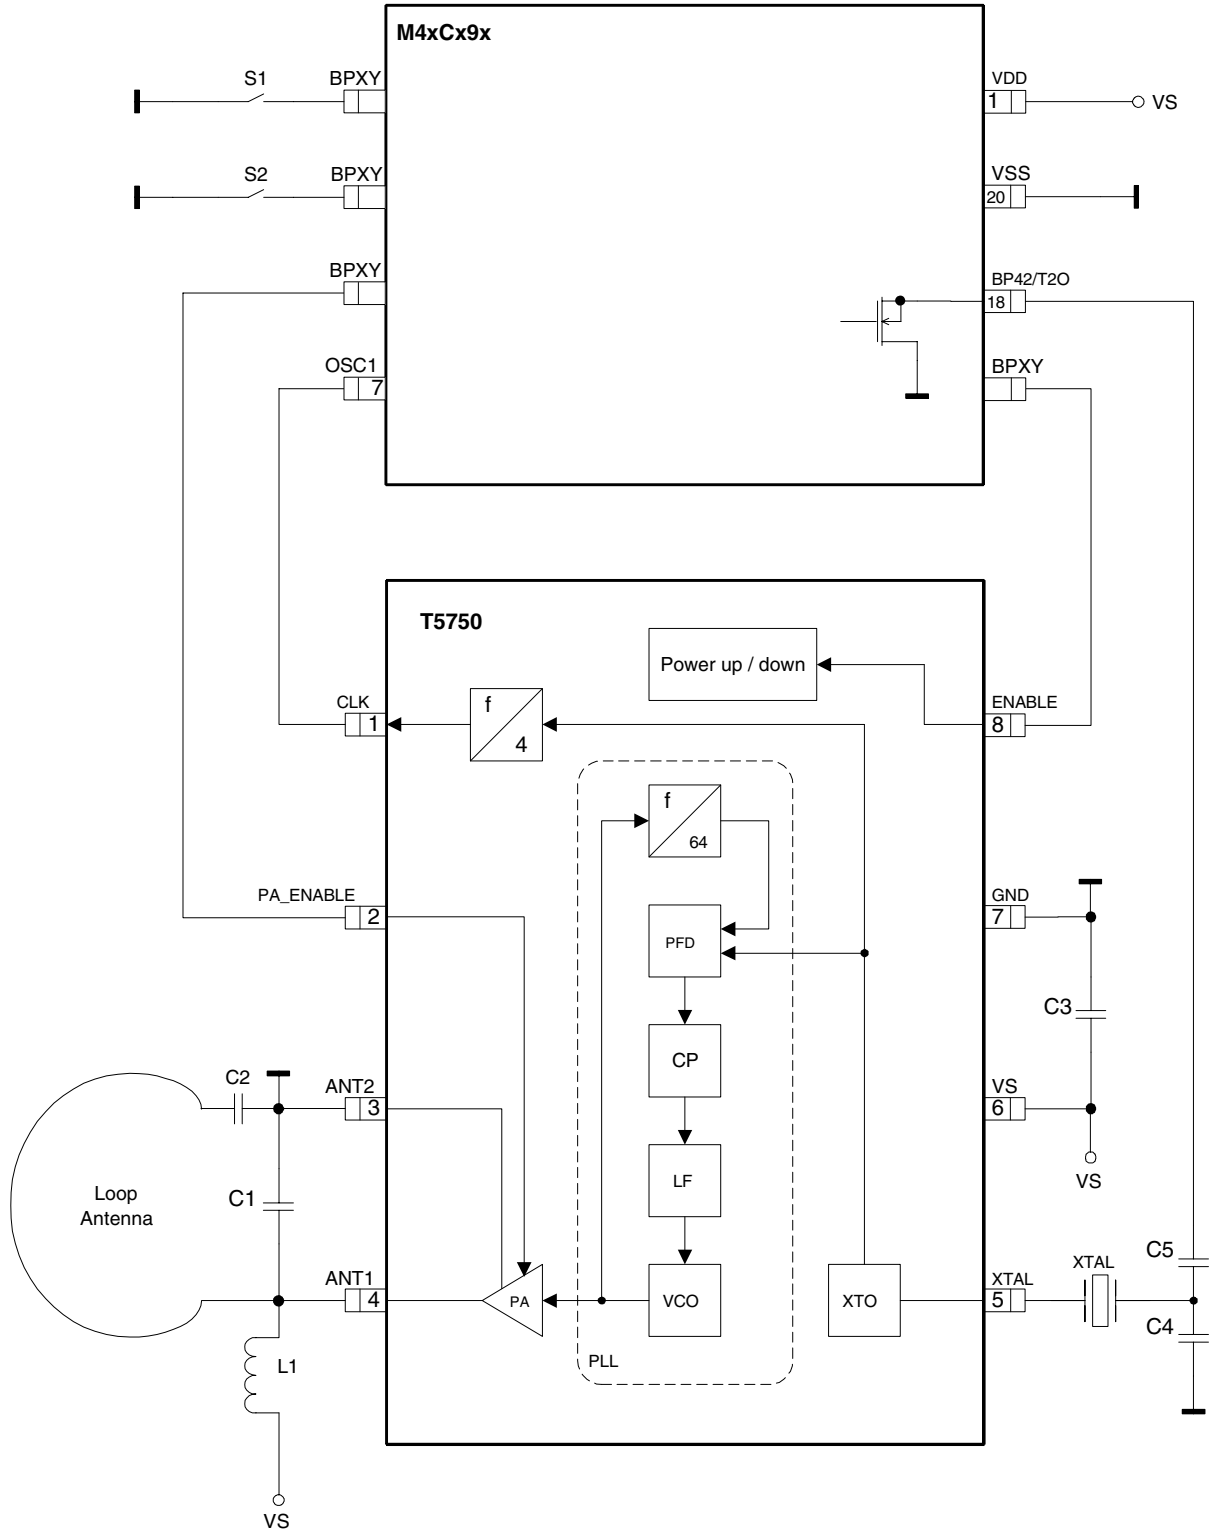 M4xCx9x
S1
BPXY
VDD
1
VS
S2
BPXY
VSS
20
BPXY
BP42/T2O
18
OSC1
7
BPXY
T5750
Power up / down
CLK
1
f
4
ENABLE
8
f
64
PA_ENABLE
2
PFD
GND
7
C3
CP
C2
ANT2
3
VS
6
VS
Loop
Antenna
C1
LF
C5
XTAL
ANT1
4
PA
VCO
XTO
XTAL
5
C4
PLL
L1
VS